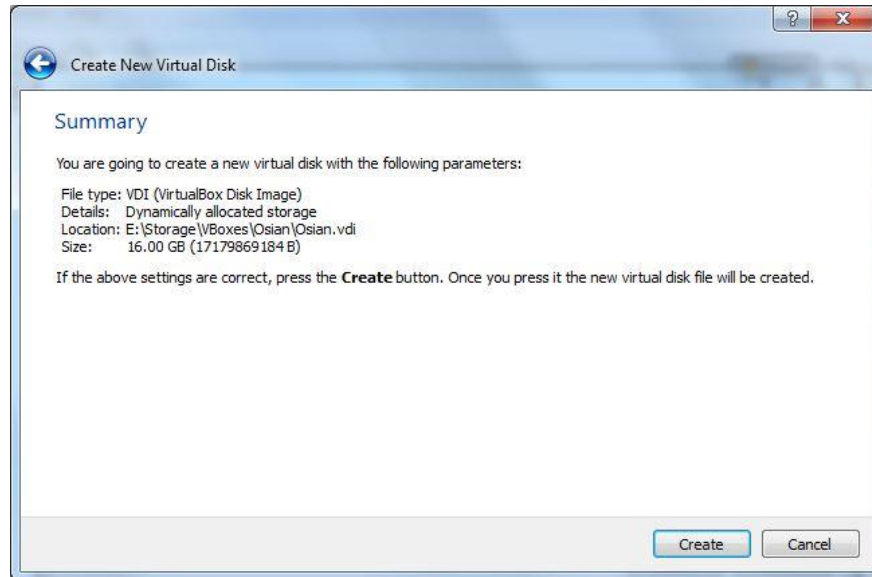 Create New Virtual Disk
Summary
You are going to create a new virtual disk with the following parameters:
File type: VDI (VirtualBox Disk Image)
Details: Dynamically allocated storage
Location: E:\Storage\VBoxes\Osian\Osian.vdi
Size: 16.00 GB (17179869184 B)
If the above settings are correct, press the Create button. Once you press it the new virtual disk file will be created.
Create Cancel